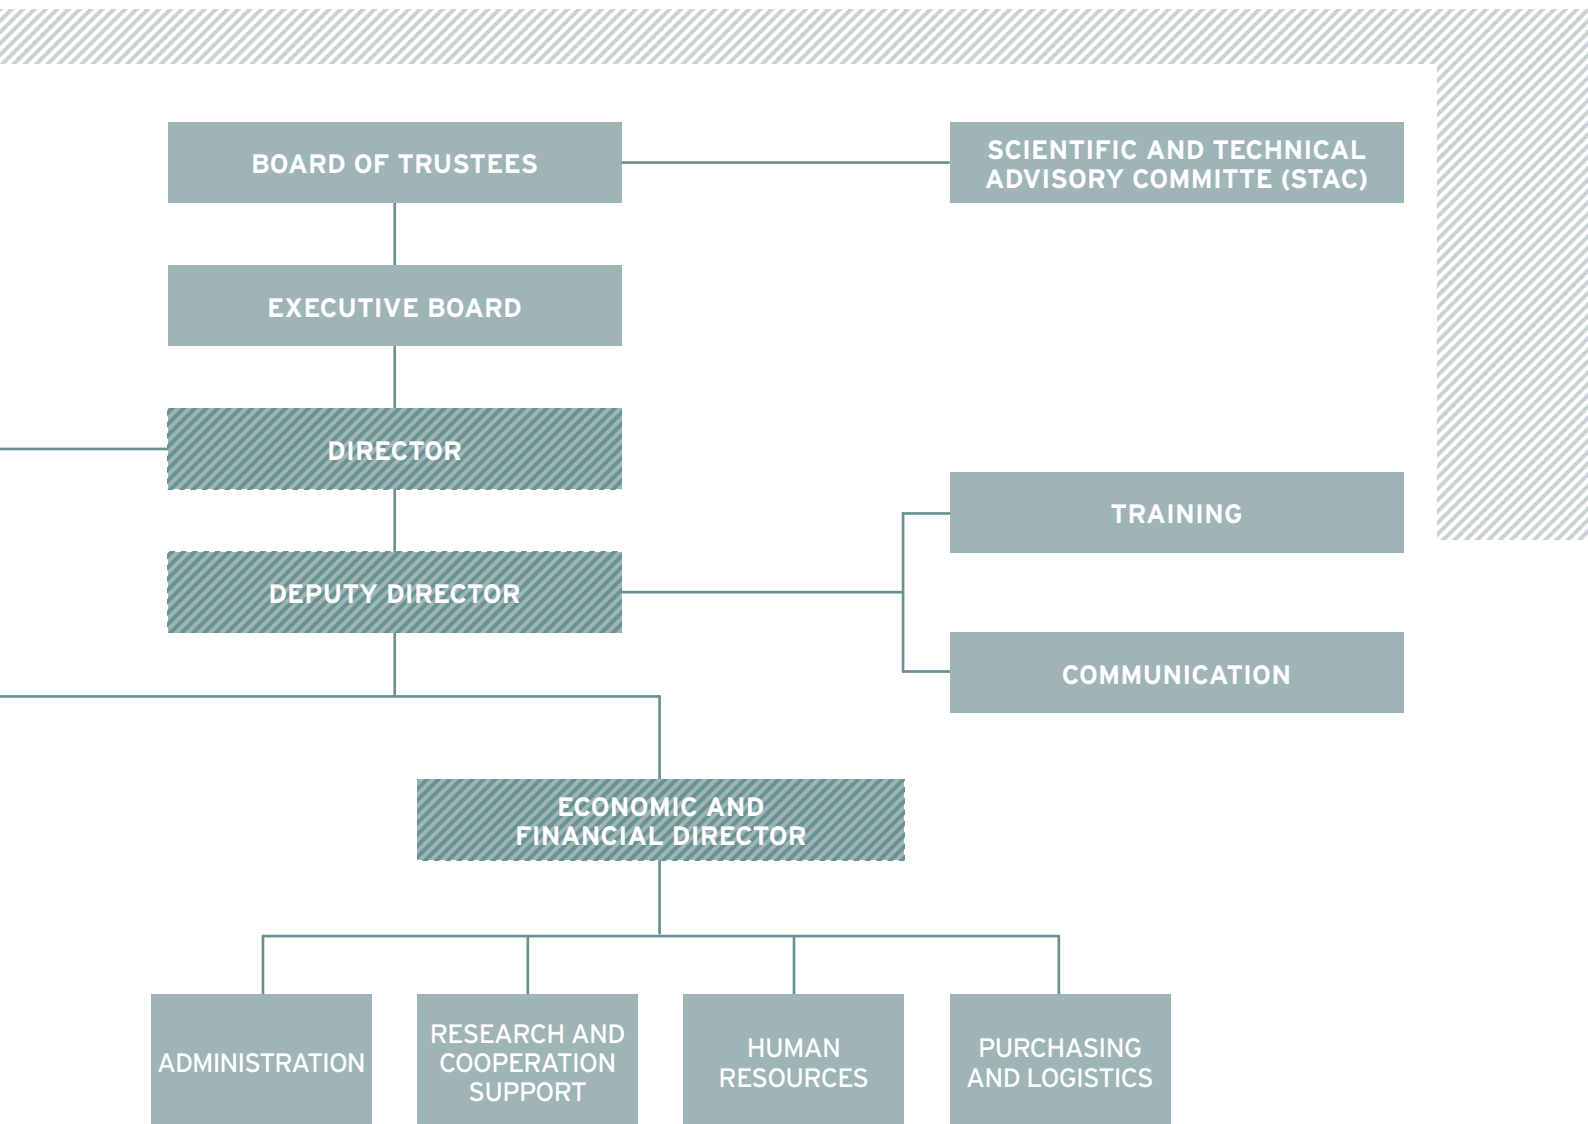 BOARD OF TRUSTEES
SCIENTIFIC AND TECHNICAL
ADVISORY COMMITTE (STAC)
EXECUTIVE BOARD
DIRECTOR
TRAINING
DEPUTY DIRECTOR
COMMUNICATION
ECONOMIC AND
FINANCIAL DIRECTOR
ADMINISTRATION
RESEARCH AND
COOPERATION
SUPPORT
HUMAN
RESOURCES
PURCHASING
AND LOGISTICS